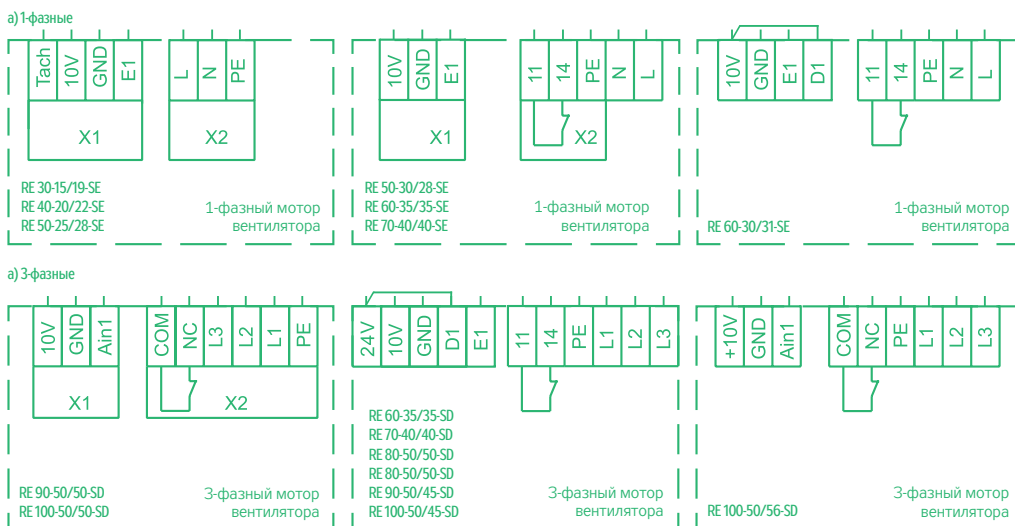 а) 1-фазные
Tach 10V GND E1
L N PE
X1
X2
RE 30-15/19-SE
RE 40-20/22-SE
RE 50-25/28-SE
1-фазный мотор
вентилятора
10V GND E1
11 14 PE N L
X1
X2
RE 50-30/28-SE
RE 60-35/35-SE
RE 70-40/40-SE
1-фазный мотор
вентилятора
10V GND E1 D1
11 14 PE N L
RE 60-30/31-SE
1-фазный мотор
вентилятора
а) 3-фазные
10V GND Ain1
COM NC L3 L2 L1 PE
X1
X2
RE 90-50/50-SD
RE 100-50/50-SD
3-фазный мотор
вентилятора
24V 10V GND D1 E1
11 14 PE L1 L2 L3
RE 60-35/35-SD
RE 70-40/40-SD
RE 80-50/50-SD
RE 80-50/50-SD
RE 90-50/45-SD
RE 100-50/45-SD
3-фазный мотор
вентилятора
+10V GND Ain1
COM NC PE L1 L2 L3
RE 100-50/56-SD
3-фазный мотор
вентилятора